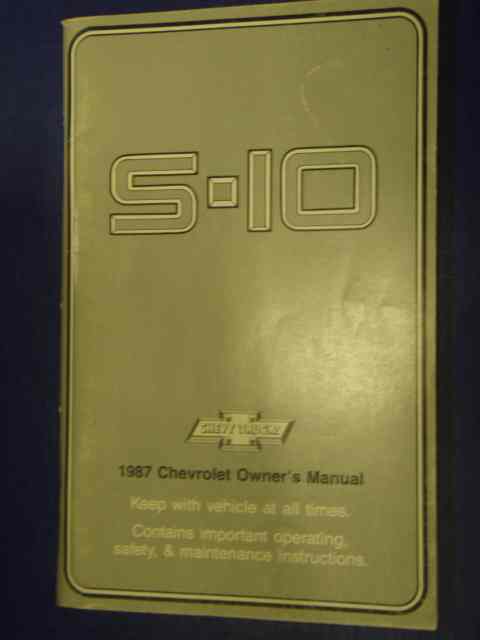 S-10
CHEVY TRUCKS
1987 Chevrolet Owner's Manual
Keep with vehicle at all times.
Contains important operating,
safety, & maintenance instructions.